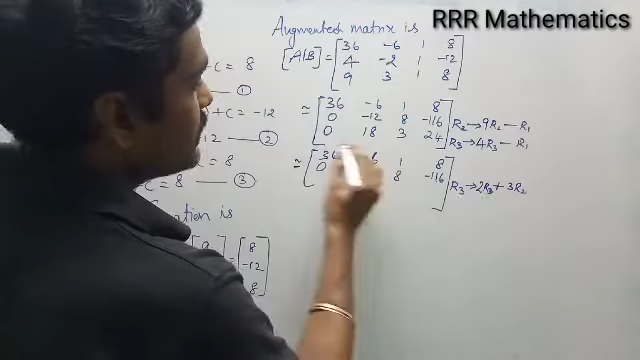 RRR Mathematics
Augmented matrix is
[A|B] = [36 -6 1 8
4 -2 1 -12
9 3 1 8]
≃ [36 -6 1 8
0 -12 8 -116
0 18 3 24] R₂→9R₂-R₁
R₃→4R₃-R₁
≃ [36 1 8
0 8 -116] R₃→2R₃+3R₂
-C = 8
①
+C = -12
-12 ②
= 8
-C = 8 ③
is
[8
= -12
8]